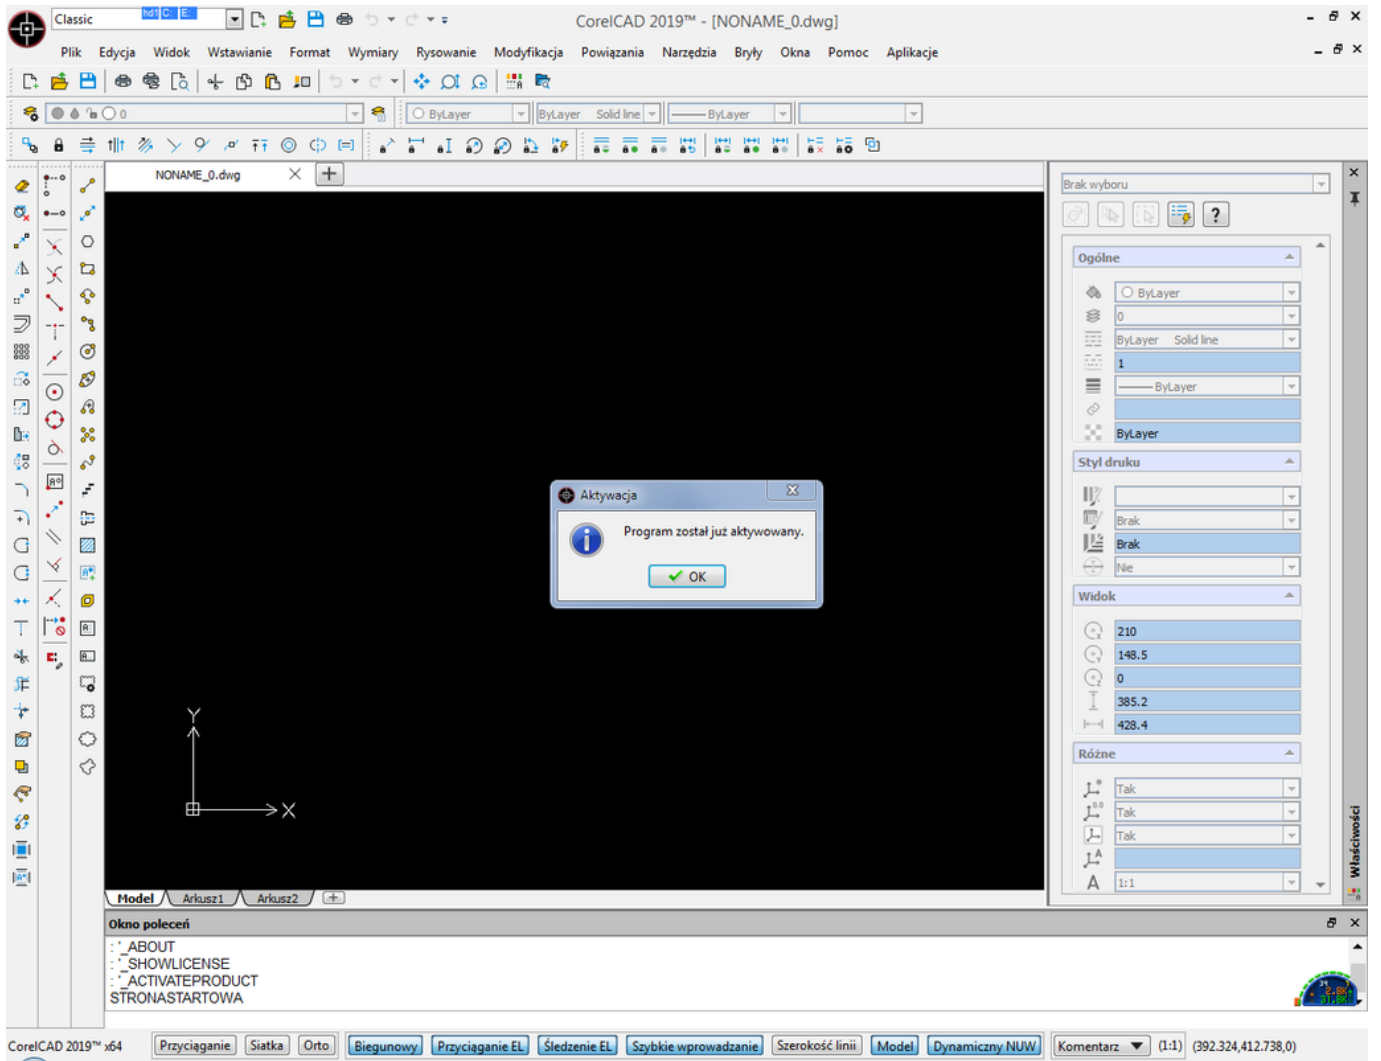 Classic hd1 C: E: CorelCAD 2019™ - [NONAME_0.dwg]
Plik Edycja Widok Wstawianie Format Wymiary Rysowanie Modyfikacja Powiązania Narzędzia Bryły Okna Pomoc Aplikacje
0 ByLayer ByLayer Solid line ByLayer
NONAME_0.dwg
Brak wyboru
Ogólne
ByLayer
0
ByLayer Solid line
1
ByLayer
ByLayer
Styl druku
Brak
Brak
Nie
Widok
210
148.5
0
385.2
428.4
Różne
Tak
Tak
Tak
1:1
Właściwości
Aktywacja
Program został już aktywowany.
OK
Y
X
Model Arkusz1 Arkusz2
Okno poleceń
: '_ABOUT
: '_SHOWLICENSE
: '_ACTIVATEPRODUCT
STRONASTARTOWA
CorelCAD 2019™ x64 Przyciąganie Siatka Orto Biegunowy Przyciąganie EL Śledzenie EL Szybkie wprowadzanie Szerokość linii Model Dynamiczny NUW Komentarz (1:1) (392.324,412.738,0)